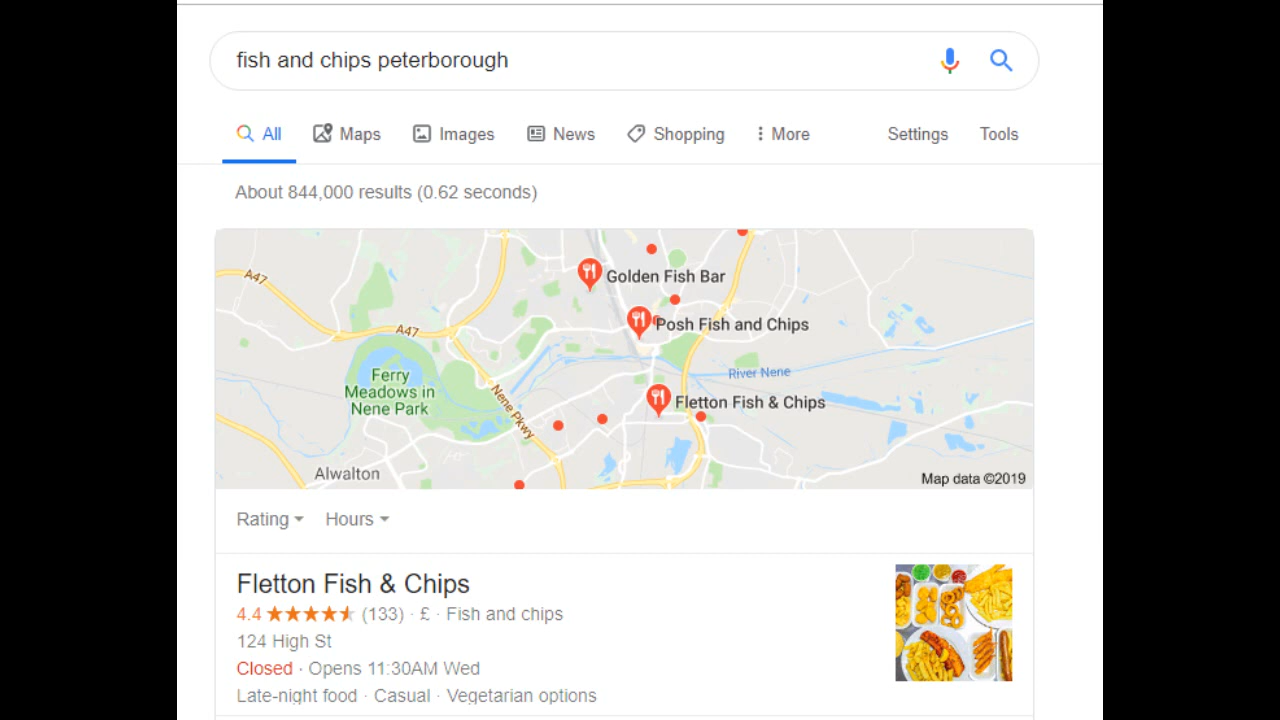 fish and chips peterborough
All Maps Images News Shopping More Settings Tools
About 844,000 results (0.62 seconds)
A47
Golden Fish Bar
A47
Posh Fish and Chips
Ferry
Meadows in
Nene Park
River Nene
Nene Pkwy
Fletton Fish & Chips
Alwalton
Map data ©2019
Rating Hours
Fletton Fish & Chips
4.4 (133) · £ · Fish and chips
124 High St
Closed · Opens 11:30AM Wed
Late-night food · Casual · Vegetarian options